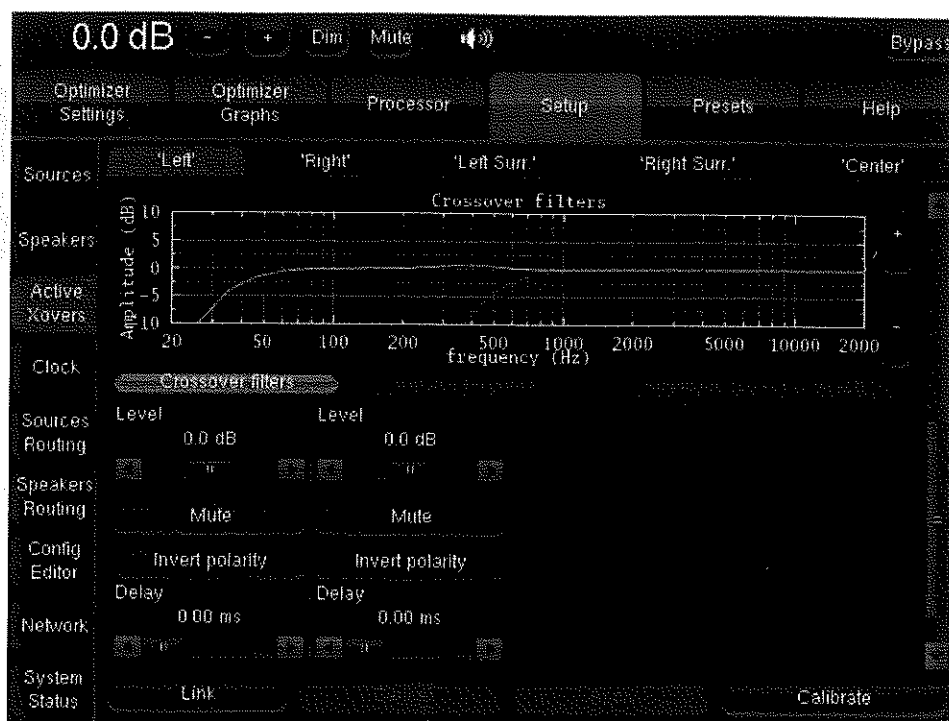 0.0 dB - + Dim Mute Bypass
Optimizer Settings
Optimizer Graphs
Processor
Setup
Presets
Help
Sources
Speakers
Active Xovers
Clock
Sources Routing
Speakers Routing
Config Editor
Network
System Status
'Left' 'Right' 'Left Surr.' 'Right Surr.' 'Center'
Crossover filters
Amplitude (dB)
10
5
0
-5
-10
20 50 100 200 500 1000 2000 5000 10000 2000
frequency (Hz)
+
-
Crossover filters
Level Level
0.0 dB 0.0 dB
Mute Mute
Invert polarity Invert polarity
Delay Delay
0.00 ms 0.00 ms
Link Calibrate